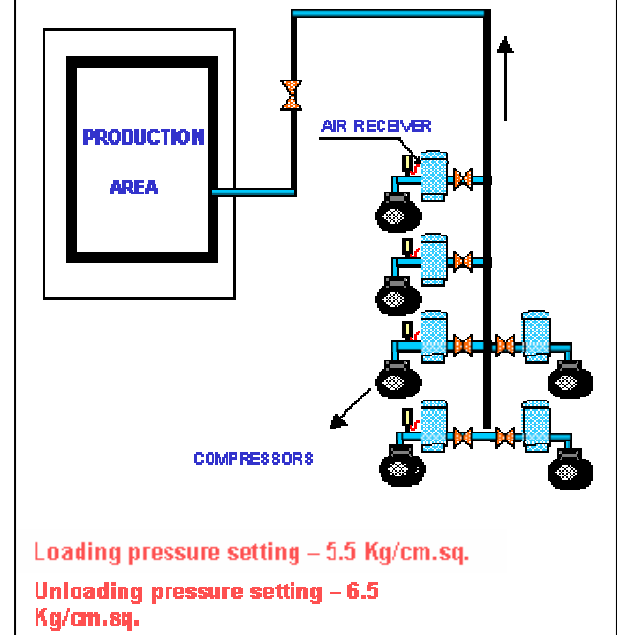 AIR RECEIVER
PRODUCTION
AREA
COMPRESSORS
Loading pressure setting – 5.5 Kg/cm.sq.
Unloading pressure setting – 6.5
Kg/cm.sq.